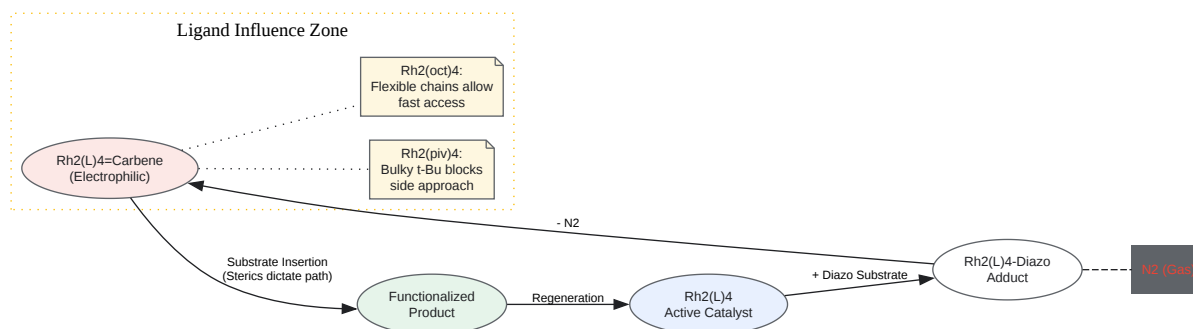 Ligand Influence Zone
Rh2(oct)4:
Flexible chains allow
fast access
Rh2(piv)4:
Bulky t-Bu blocks
side approach
Rh2(L)4=Carbene
(Electrophilic)
- N2
Substrate Insertion
(Sterics dictate path)
Functionalized
Product
Regeneration
Rh2(L)4
Active Catalyst
+ Diazo Substrate
Rh2(L)4-Diazo
Adduct
N2 (Gas